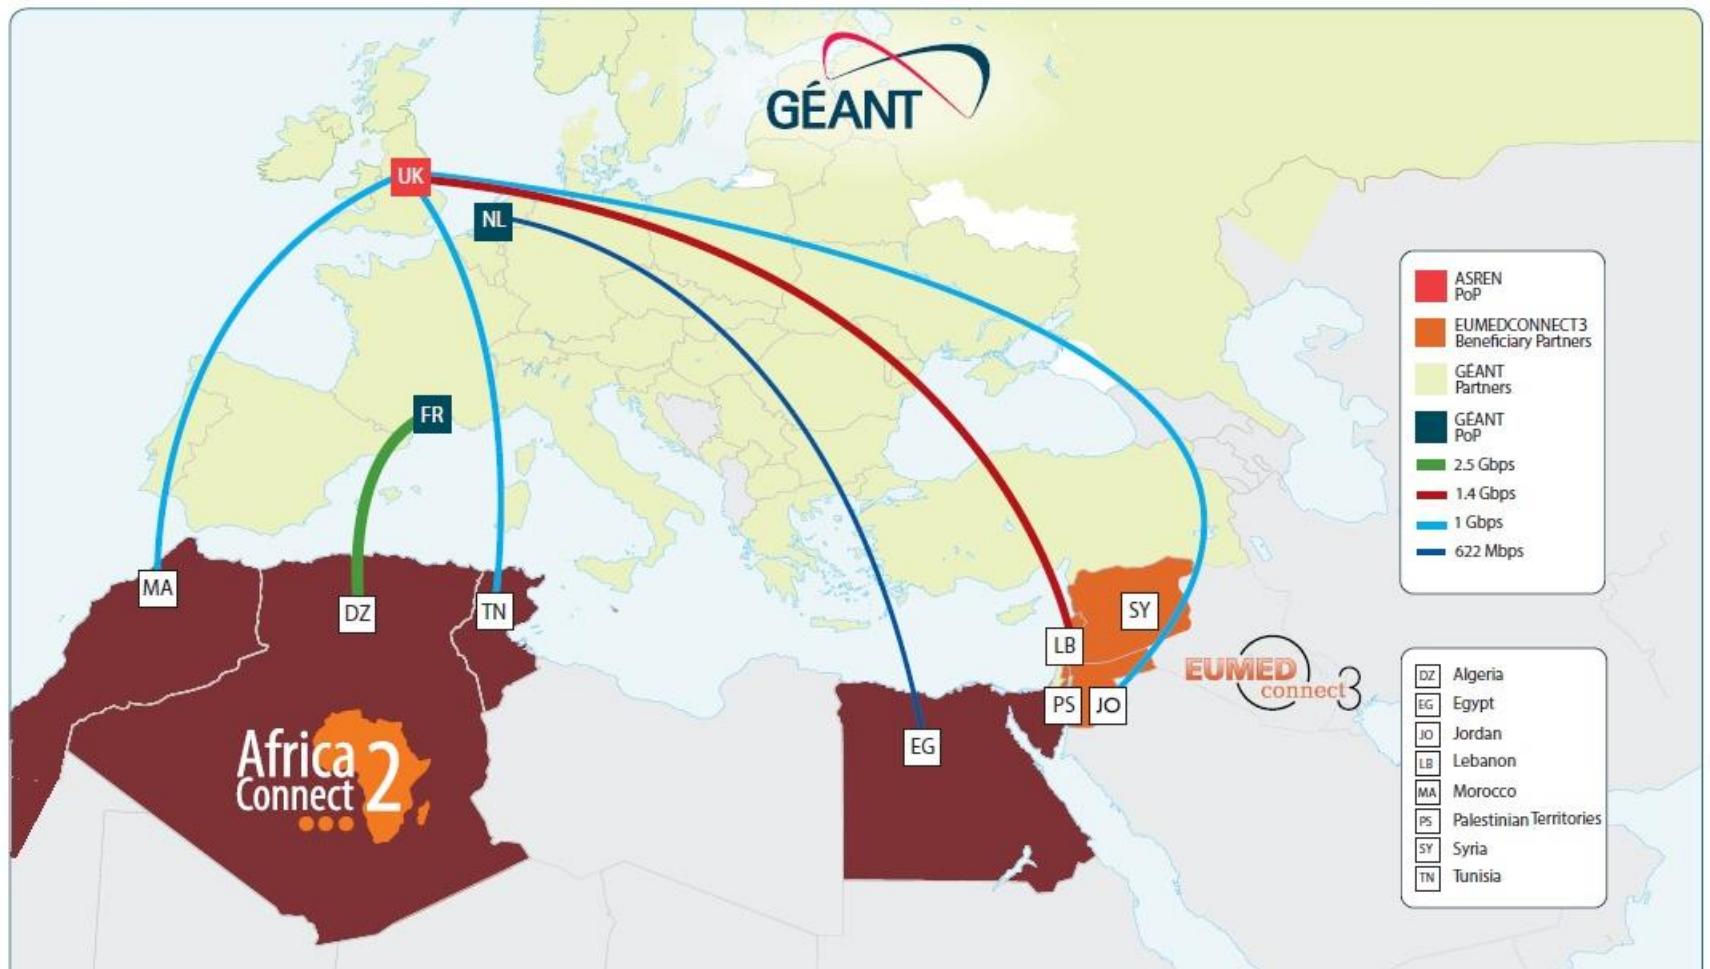 GÉANT
UK
NL
FR
MA
DZ
TN
SY
LB
PS
JO
EG
Africa
Connect 2
EUMED
connect3
ASREN
PoP
EUMEDCONNECT3
Beneficiary Partners
GÉANT
Partners
GÉANT
PoP
2.5 Gbps
1.4 Gbps
1 Gbps
622 Mbps
DZ Algeria
EG Egypt
JO Jordan
LB Lebanon
MA Morocco
PS Palestinian Territories
SY Syria
TN Tunisia